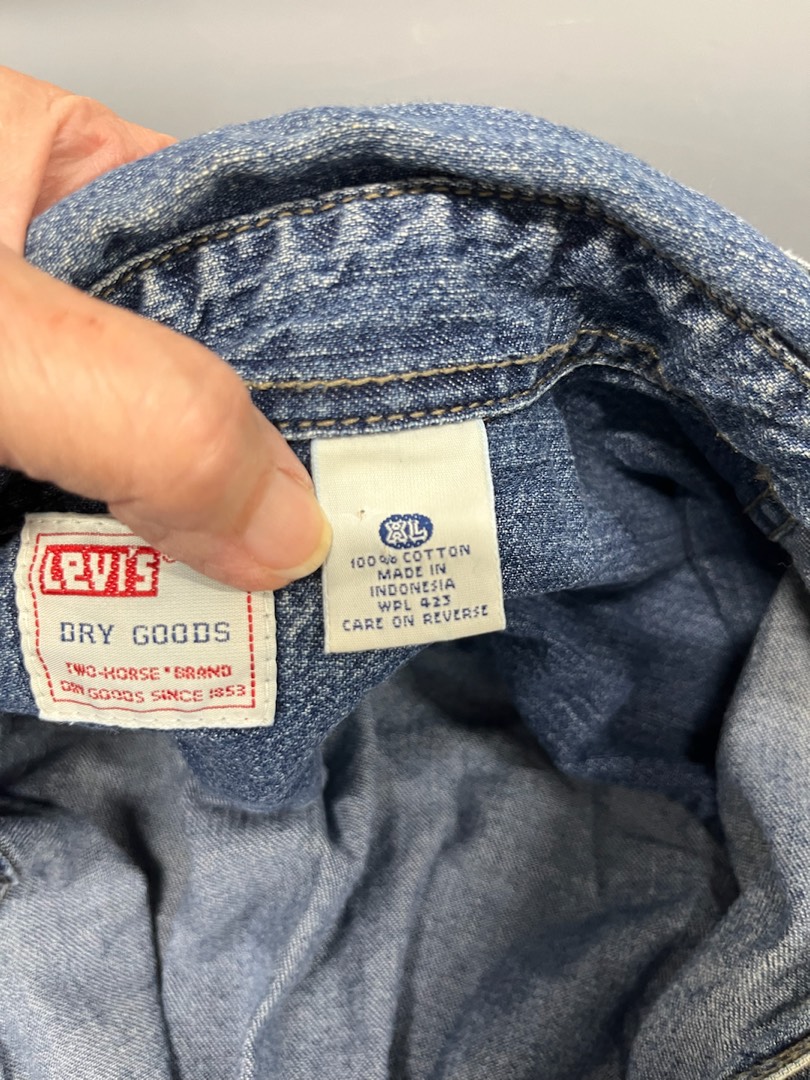 LEVI'S
DRY GOODS
TWO-HORSE * BRAND
DRY GOODS SINCE 1853
XL
100% COTTON
MADE IN
INDONESIA
WPL 423
CARE ON REVERSE